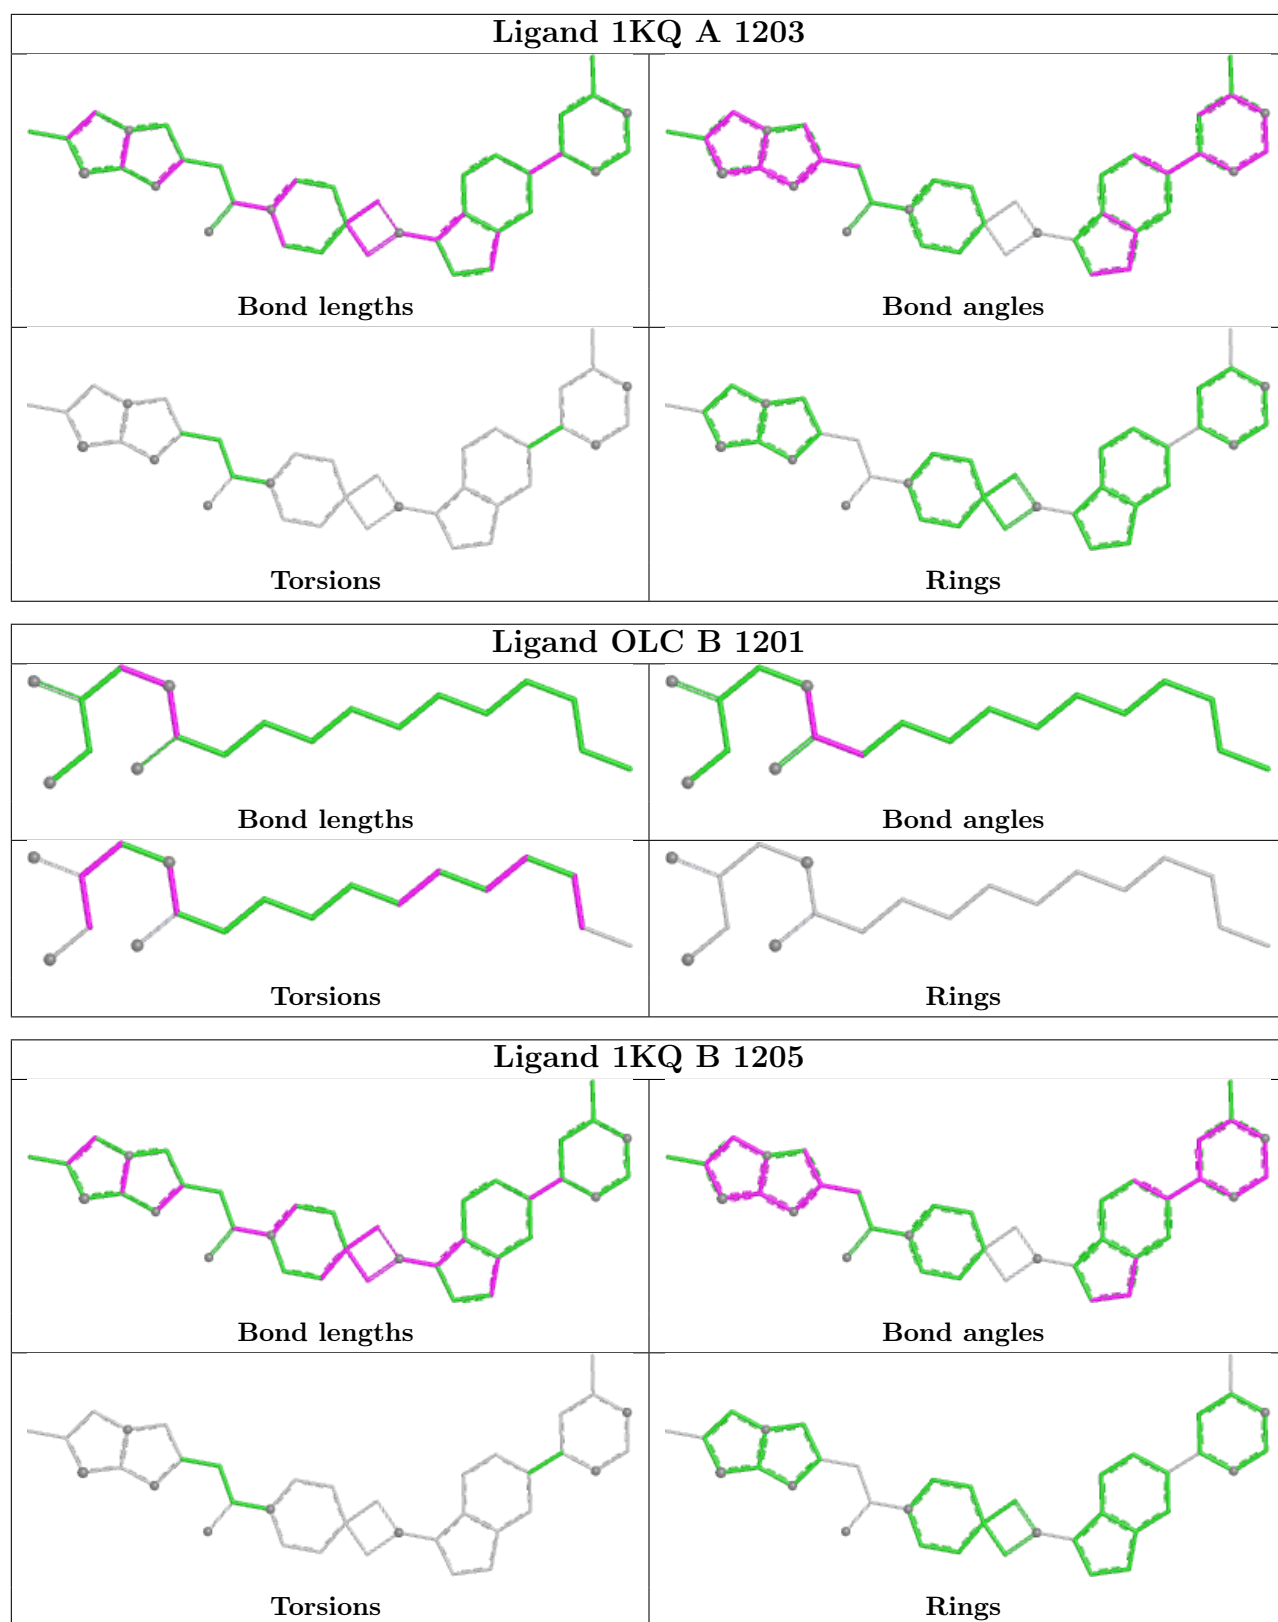 Ligand 1KQ A 1203
Bond lengths
Bond angles
Torsions
Rings
Ligand OLC B 1201
Bond lengths
Bond angles
Torsions
Rings
Ligand 1KQ B 1205
Bond lengths
Bond angles
Torsions
Rings